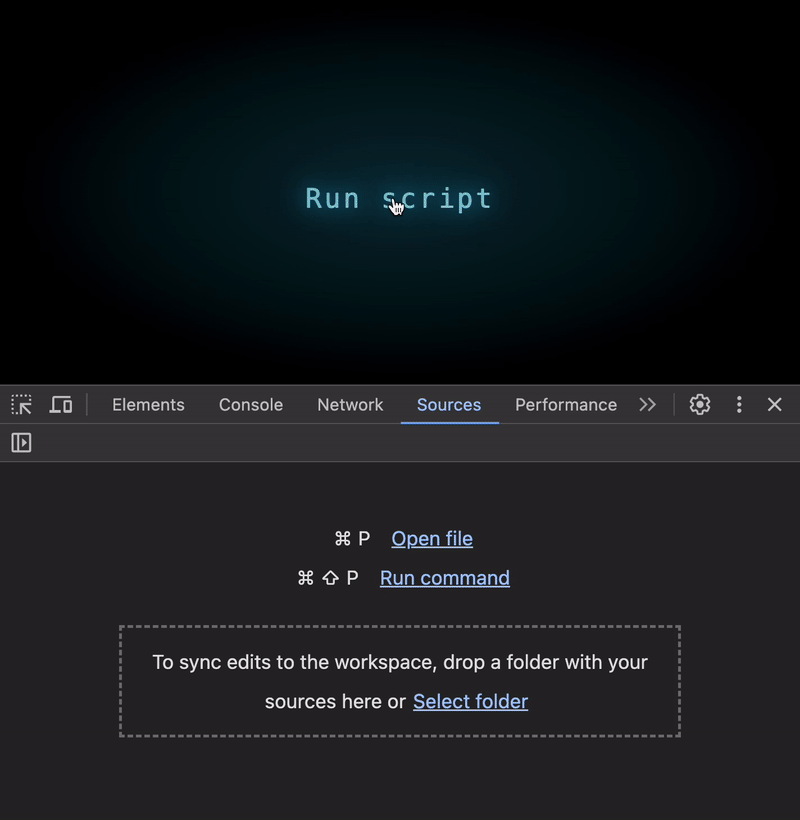 Run script
Elements Console Network Sources Performance
⌘ P Open file
⌘ ⇧ P Run command
To sync edits to the workspace, drop a folder with your
sources here or Select folder